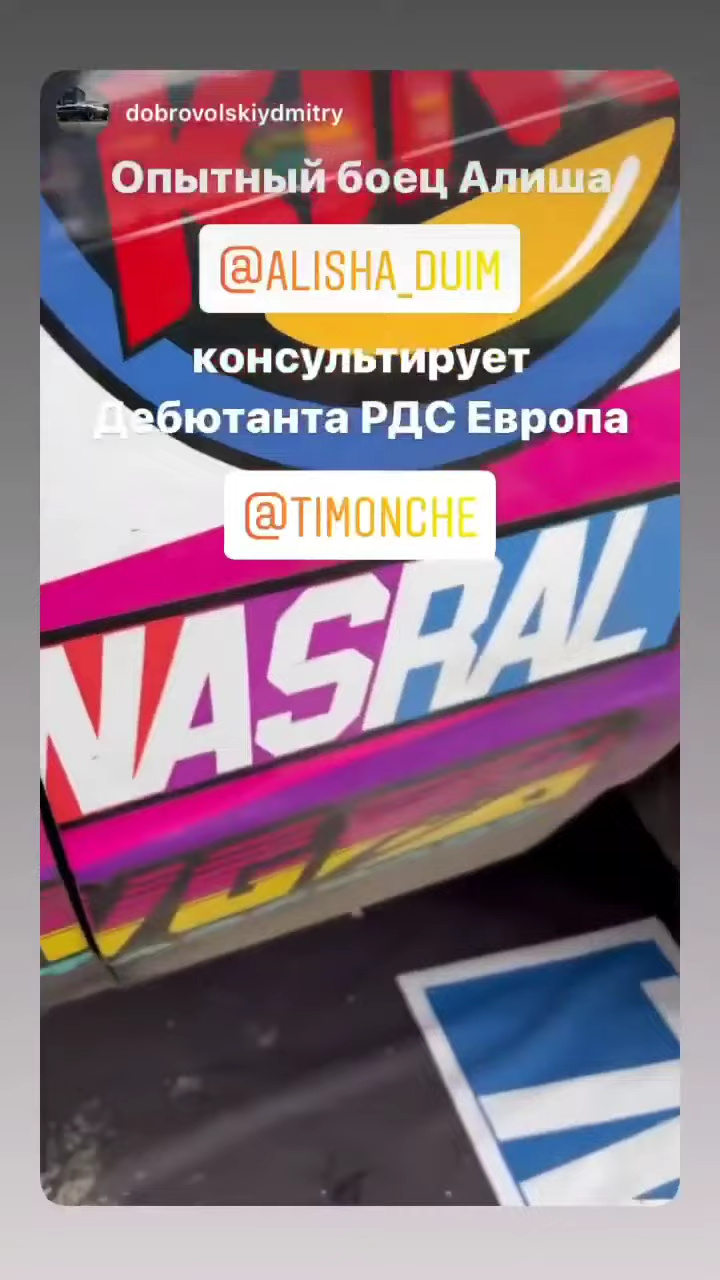 dobrovolskiydmitry
Опытный боец Алиша
@ALISHA_DUIM
консультирует
Дебютанта РДС Европа
@TIMONCHE
NASRAL